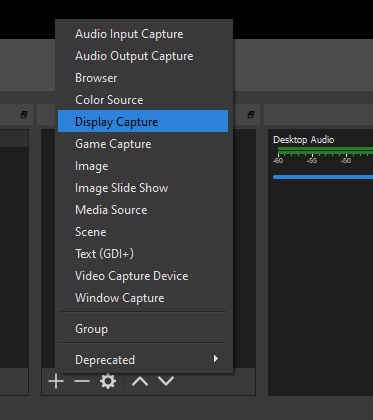 Audio Input Capture
Audio Output Capture
Browser
Color Source
Display Capture
Game Capture
Image
Image Slide Show
Media Source
Scene
Text (GDI+)
Video Capture Device
Window Capture
Group
Deprecated
Desktop Audio
-60 -55 -50